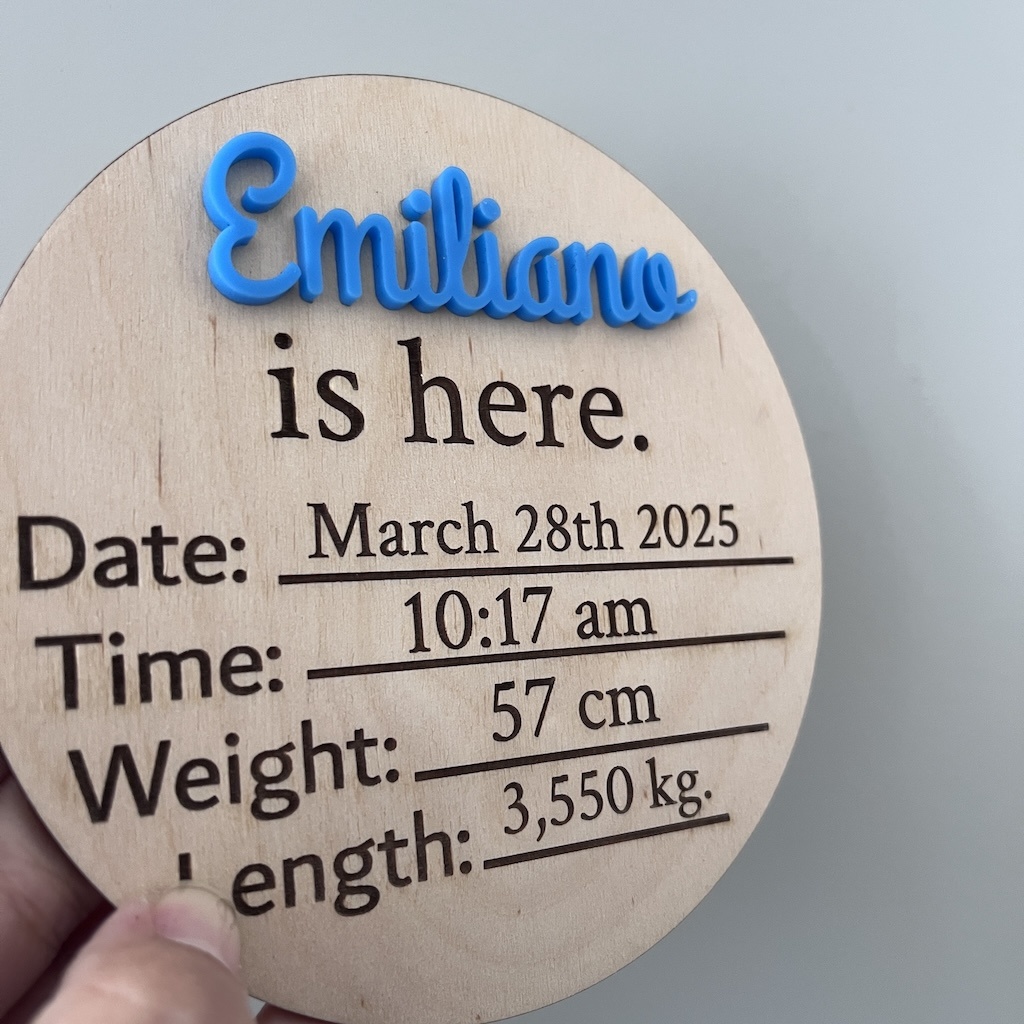 Emiliano
is here.
Date: March 28th 2025
Time: 10:17 am
Weight: 57 cm
Length: 3,550 kg.